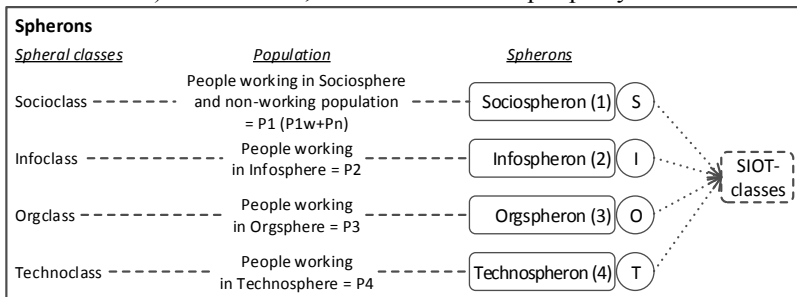 Spherons
Spheral classes Population Spherons
People working in Sociosphere
Socioclass and non-working population Sociospheron (1) S
= P1 (P1w+Pn)
People working
Infoclass in Infosphere = P2 Infospheron (2) I
SIOT-
classes
People working
Orgclass in Orgsphere = P3 Orgspheron (3) O
People working
Technoclass in Technosphere = P4 Technospheron (4) T